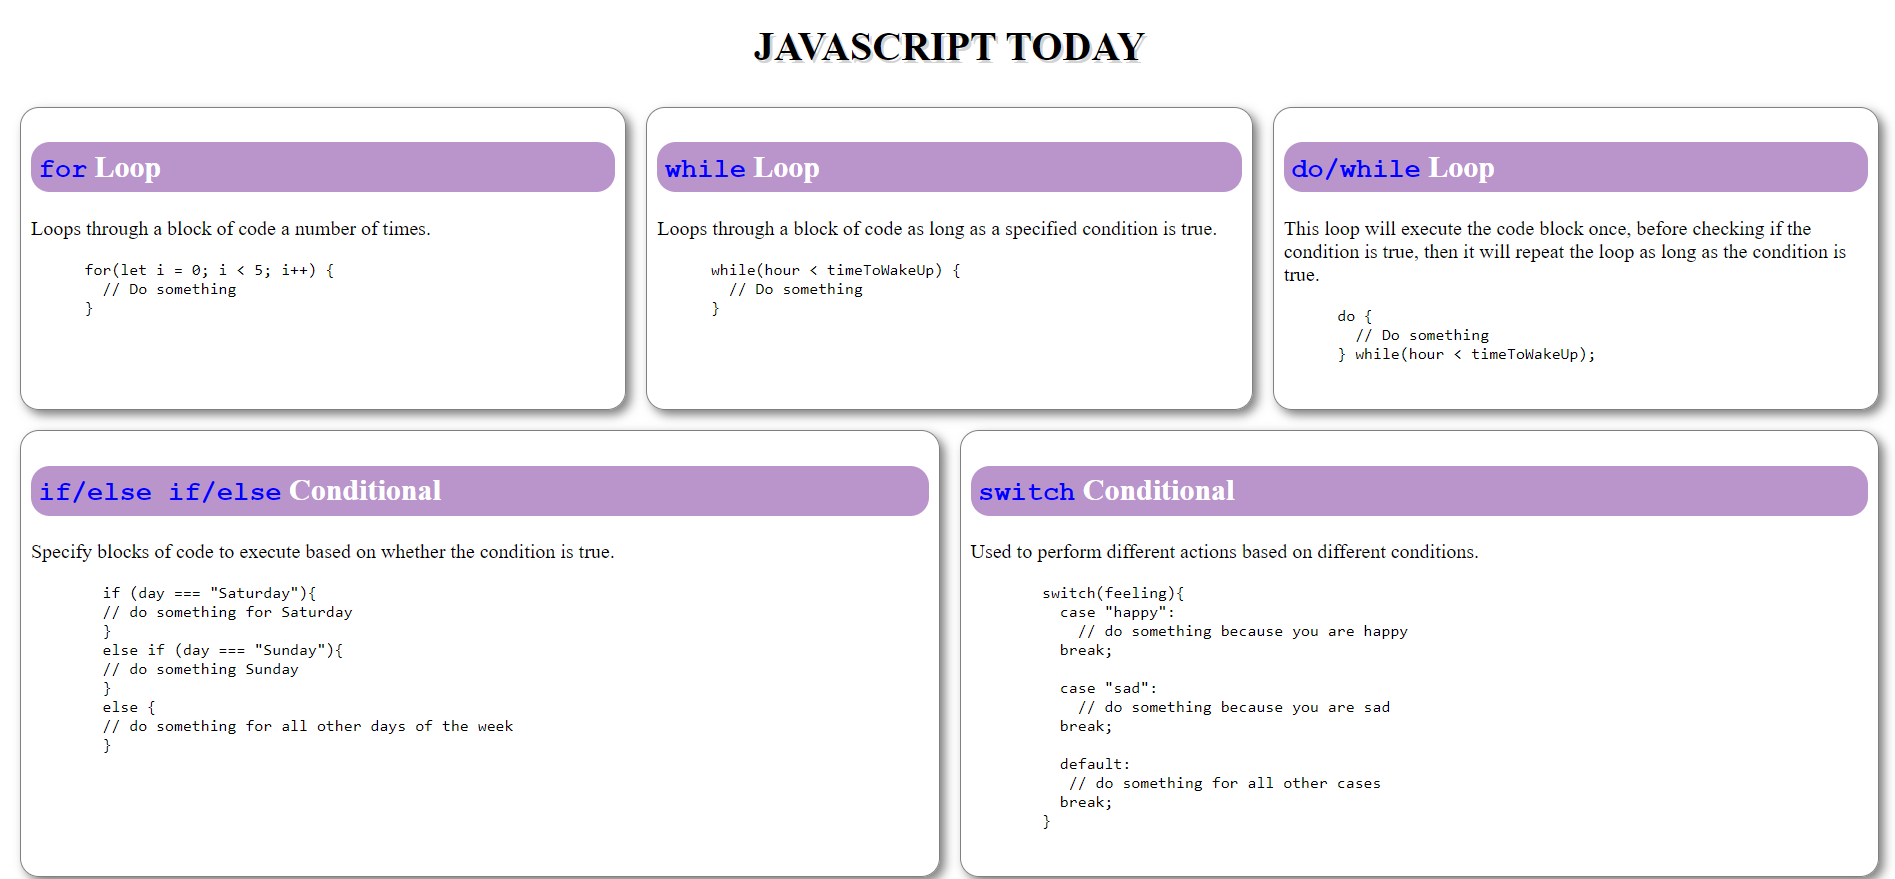 JAVASCRIPT TODAY
for Loop
Loops through a block of code a number of times.
for(let i = 0; i < 5; i++) {
  // Do something
}
while Loop
Loops through a block of code as long as a specified condition is true.
while(hour < timeToWakeUp) {
  // Do something
}
do/while Loop
This loop will execute the code block once, before checking if the
condition is true, then it will repeat the loop as long as the condition is
true.
do {
  // Do something
} while(hour < timeToWakeUp);
if/else if/else Conditional
Specify blocks of code to execute based on whether the condition is true.
if (day === "Saturday"){
// do something for Saturday
}
else if (day === "Sunday"){
// do something Sunday
}
else {
// do something for all other days of the week
}
switch Conditional
Used to perform different actions based on different conditions.
switch(feeling){
  case "happy":
    // do something because you are happy
  break;
  case "sad":
    // do something because you are sad
  break;
  default:
   // do something for all other cases
  break;
}